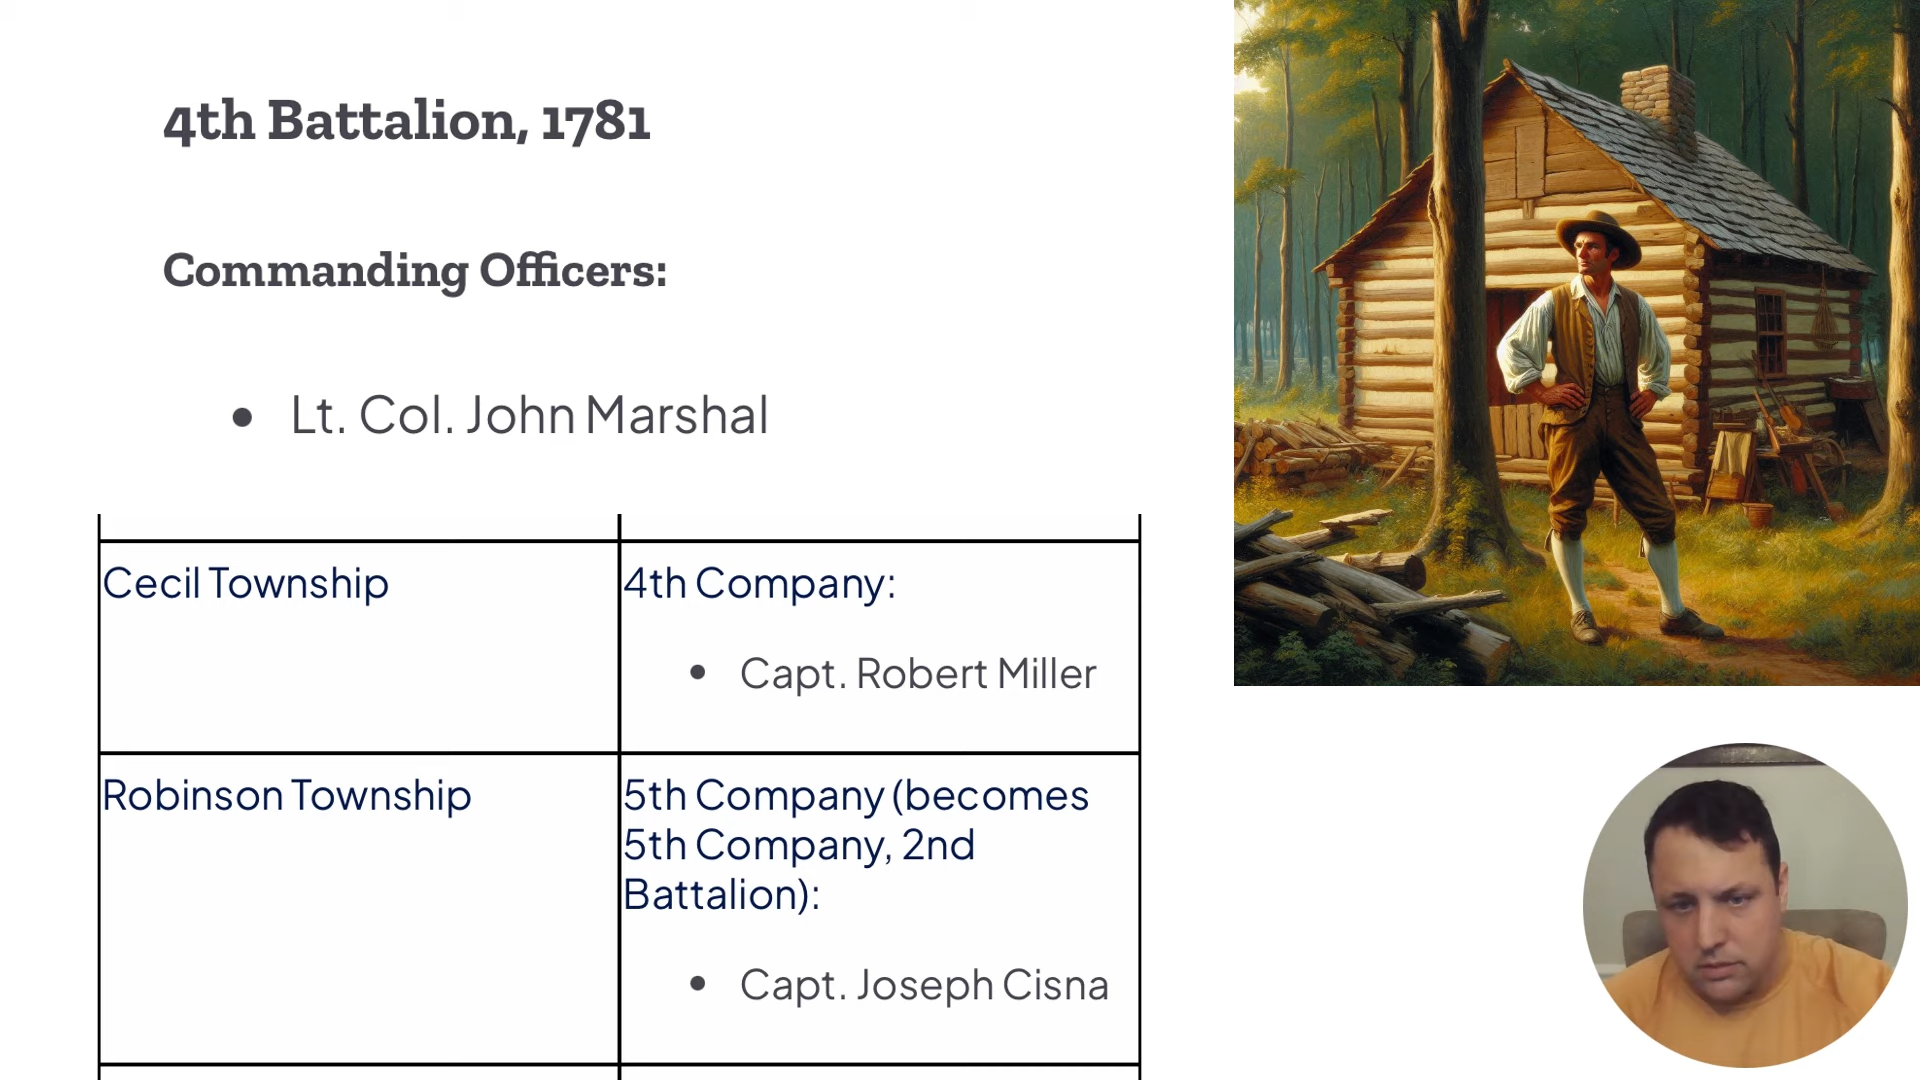 4th Battalion, 1781
Commanding Officers:
• Lt. Col. John Marshal
Cecil Township
4th Company:
• Capt. Robert Miller
Robinson Township
5th Company (becomes
5th Company, 2nd
Battalion):
• Capt. Joseph Cisna